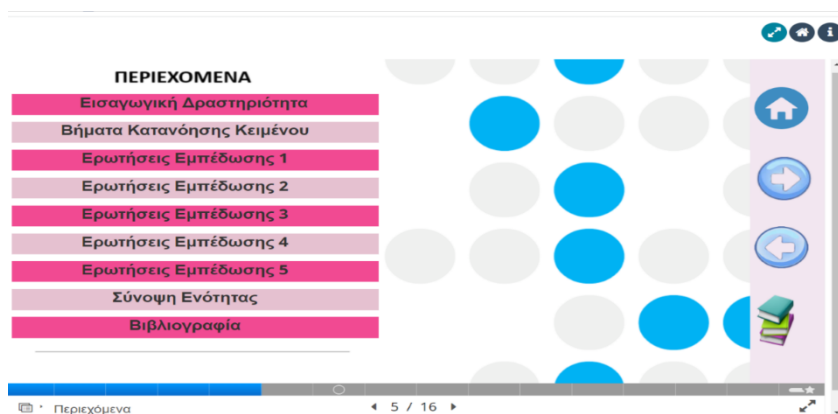 ΠΕΡΙΕΧΟΜΕΝΑ
Εισαγωγική Δραστηριότητα
Βήματα Κατανόησης Κειμένου
Ερωτήσεις Εμπέδωσης 1
Ερωτήσεις Εμπέδωσης 2
Ερωτήσεις Εμπέδωσης 3
Ερωτήσεις Εμπέδωσης 4
Ερωτήσεις Εμπέδωσης 5
Σύνοψη Ενότητας
Βιβλιογραφία
Περιεχόμενα
5 / 16